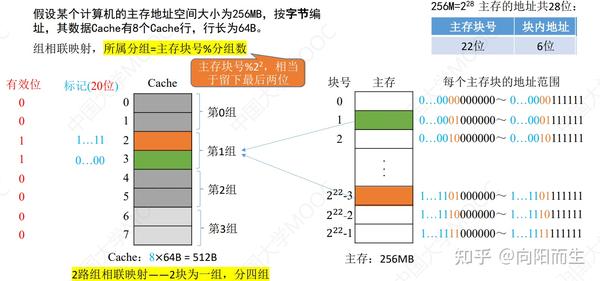 假设某个计算机的主存地址空间大小为256MB，按字节编
址，其数据Cache有8个Cache行，行长为64B。
组相联映射，所属分组=主存块号%分组数
256M=2²⁸ 主存的地址共28位：
主存块号 块内地址
22位 6位
主存块号%2²，相当
于留下最后两位
有效位 标记(20位) Cache
0 0
0 1
1 1…11 2
1 0…00 3
0 4
0 5
0 6
0 7
第0组
第1组
第2组
第3组
Cache: 8×64B = 512B
2路组相联映射——2块为一组，分四组
块号 主存 每个主存块的地址范围
0 0…0000000000～ 0…0000111111
1 0…0001000000～ 0…0001111111
2 0…0010000000～ 0…0010111111
⋮
2²²-3 1…1101000000～ 1…1101111111
2²²-2 1…1110000000～ 1…1110111111
2²²-1 1…1111000000～ 1…1111111111
主存：256MB
知乎 @向阳而生
中国大学MOOC